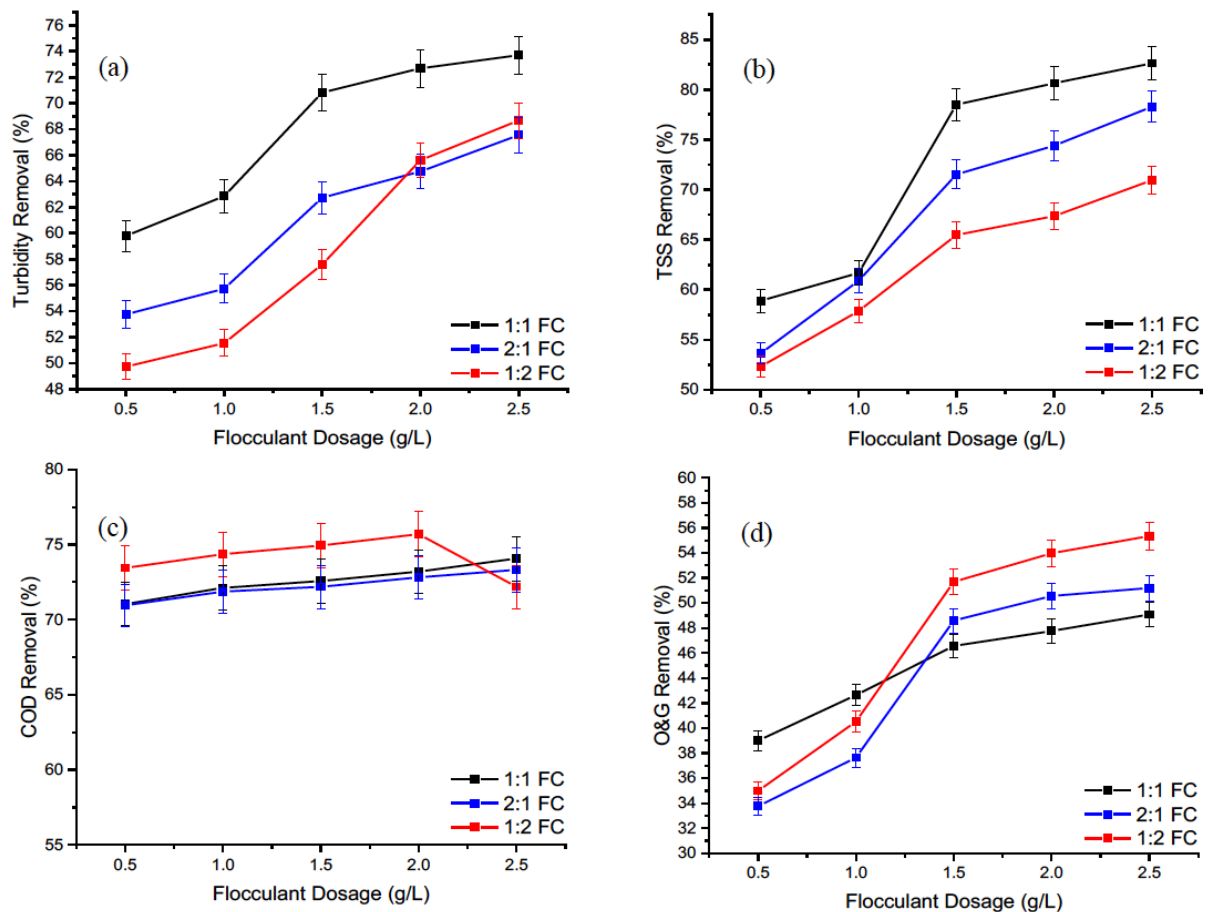 (a)
Turbidity Removal (%)
76
74
72
70
68
66
64
62
60
58
56
54
52
50
48
0.5 1.0 1.5 2.0 2.5
Flocculant Dosage (g/L)
1:1 FC
2:1 FC
1:2 FC
(b)
TSS Removal (%)
85
80
75
70
65
60
55
50
0.5 1.0 1.5 2.0 2.5
Flocculant Dosage (g/L)
1:1 FC
2:1 FC
1:2 FC
(c)
COD Removal (%)
80
75
70
65
60
55
0.5 1.0 1.5 2.0 2.5
Flocculant Dosage (g/L)
1:1 FC
2:1 FC
1:2 FC
(d)
O&G Removal (%)
60
58
56
54
52
50
48
46
44
42
40
38
36
34
32
30
0.5 1.0 1.5 2.0 2.5
Flocculant Dosage (g/L)
1:1 FC
2:1 FC
1:2 FC